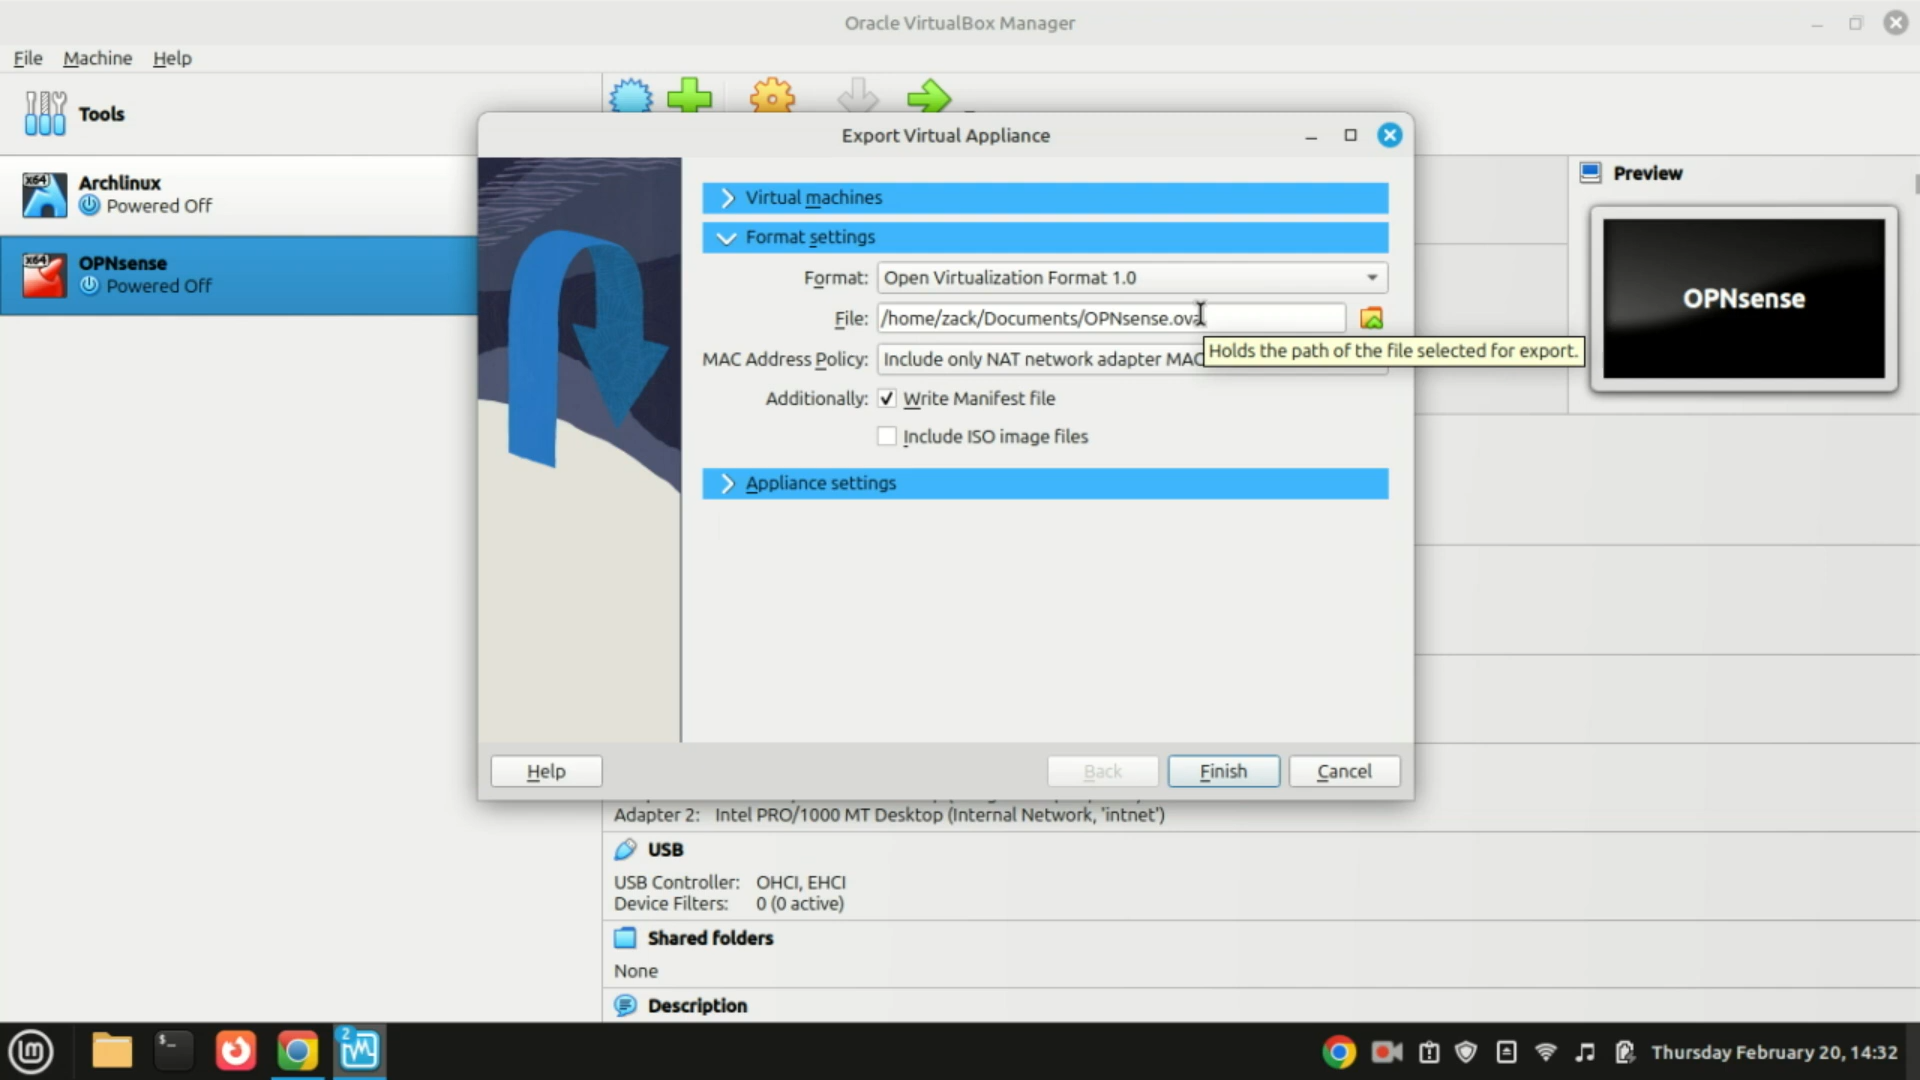 Oracle VirtualBox Manager
File Machine Help
Tools
x64
Archlinux
Powered Off
x64
OPNsense
Powered Off
Export Virtual Appliance
Virtual machines
Format settings
Format: Open Virtualization Format 1.0
File: /home/zack/Documents/OPNsense.ova
Holds the path of the file selected for export.
MAC Address Policy: Include only NAT network adapter MAC
Additionally: Write Manifest file
Include ISO image files
Appliance settings
Help Back Finish Cancel
Preview
OPNsense
Adapter 2: Intel PRO/1000 MT Desktop (Internal Network, 'intnet')
USB
USB Controller: OHCI, EHCI
Device Filters: 0 (0 active)
Shared folders
None
Description
$_
2
Thursday February 20, 14:32